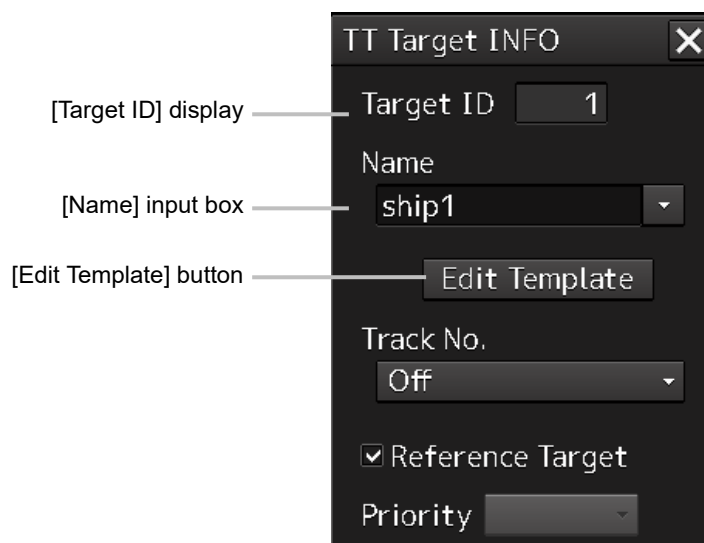 TT Target INFO
[Target ID] display
Target ID 1
Name
[Name] input box
ship1
[Edit Template] button
Edit Template
Track No.
Off
Reference Target
Priority